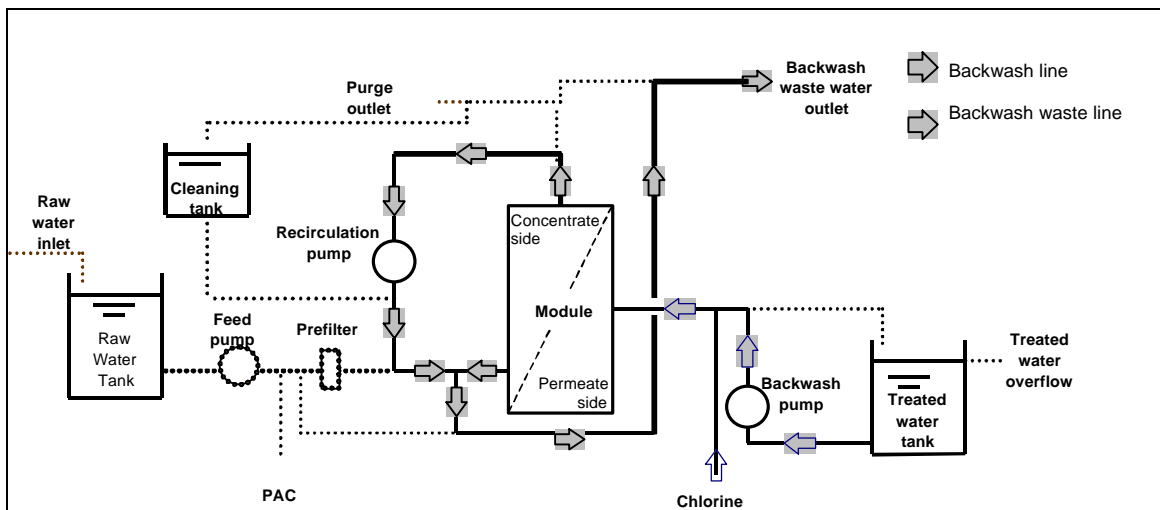 Purge
outlet
Backwash
waste water
outlet
Backwash line
Backwash waste line
Cleaning
tank
Raw
water
inlet
Recirculation
pump
Concentrate
side
Module
Permeate
side
Feed
pump
Prefilter
Raw
Water
Tank
Backwash
pump
Treated
water
tank
Treated
water
overflow
PAC
Chlorine